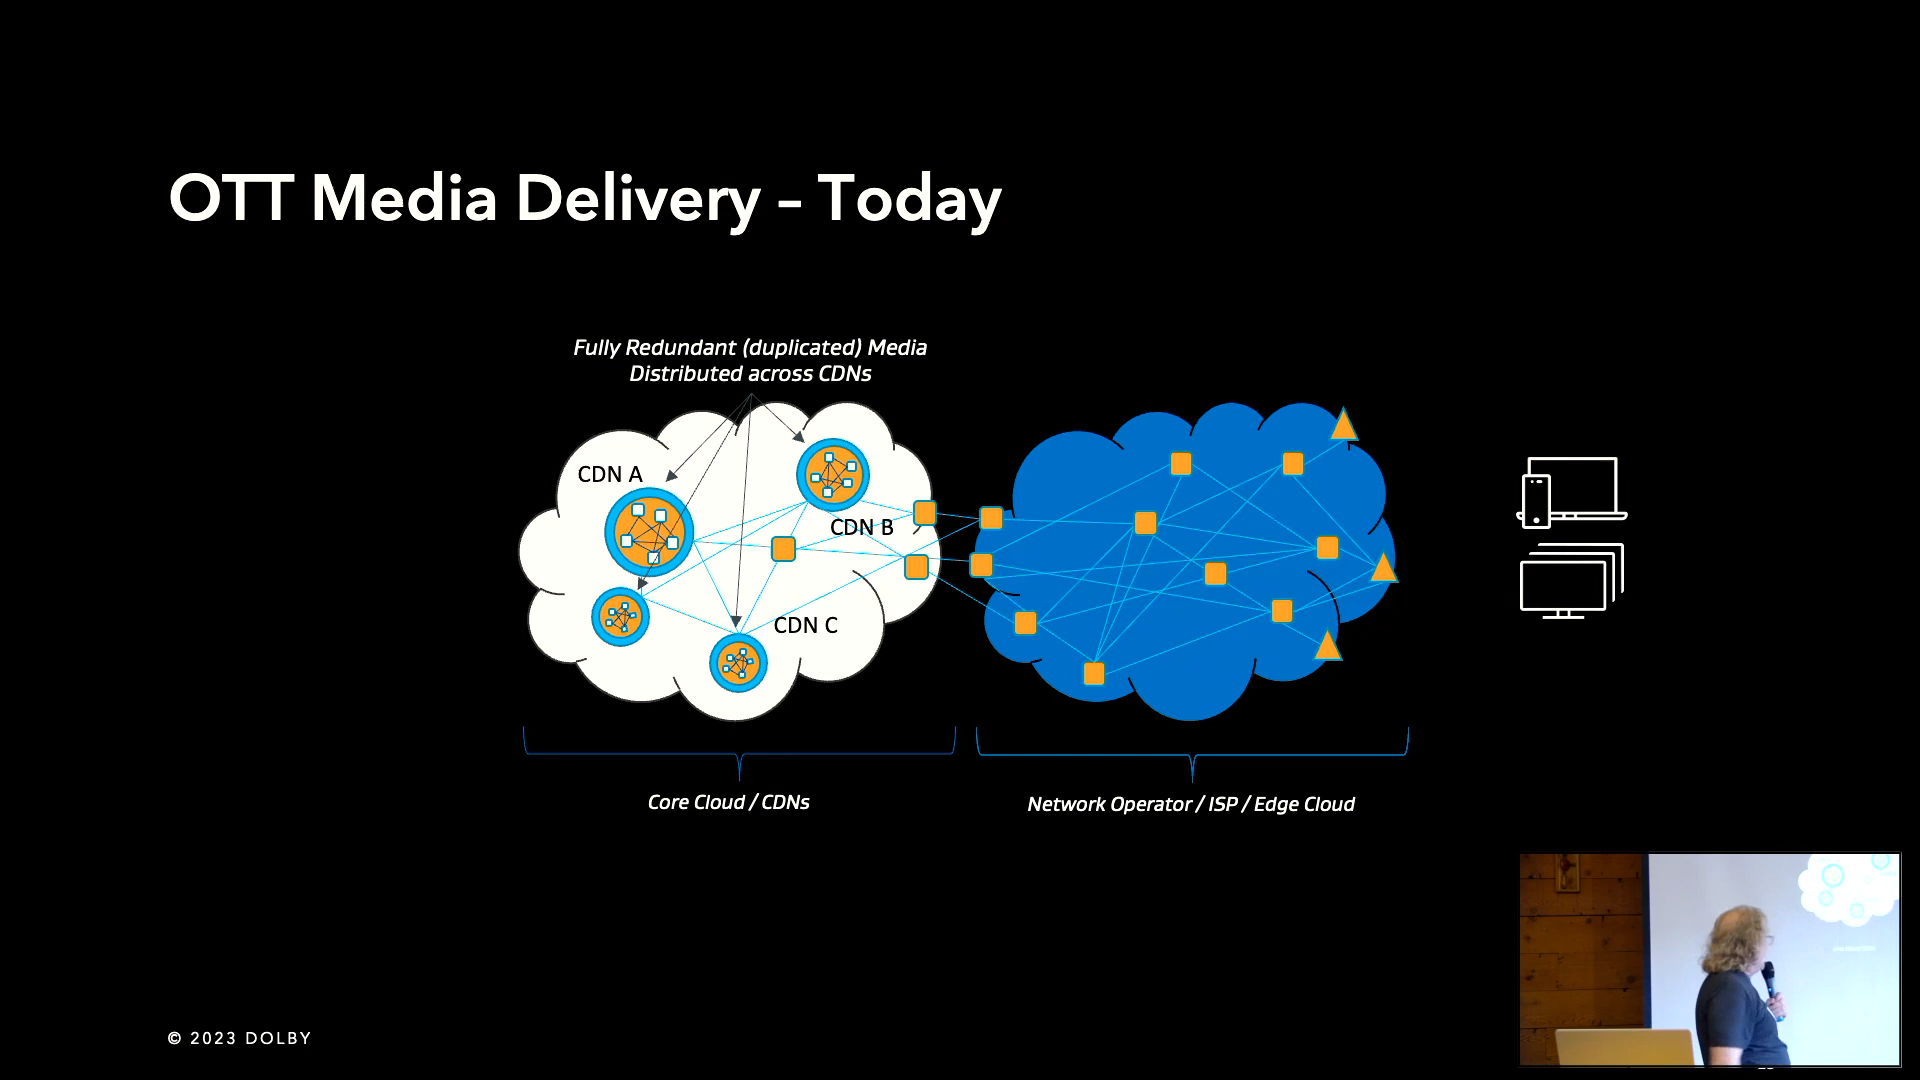 OTT Media Delivery – Today
Fully Redundant (duplicated) Media
Distributed across CDNs
CDN A
CDN B
CDN C
Core Cloud / CDNs
Network Operator / ISP / Edge Cloud
© 2023 DOLBY